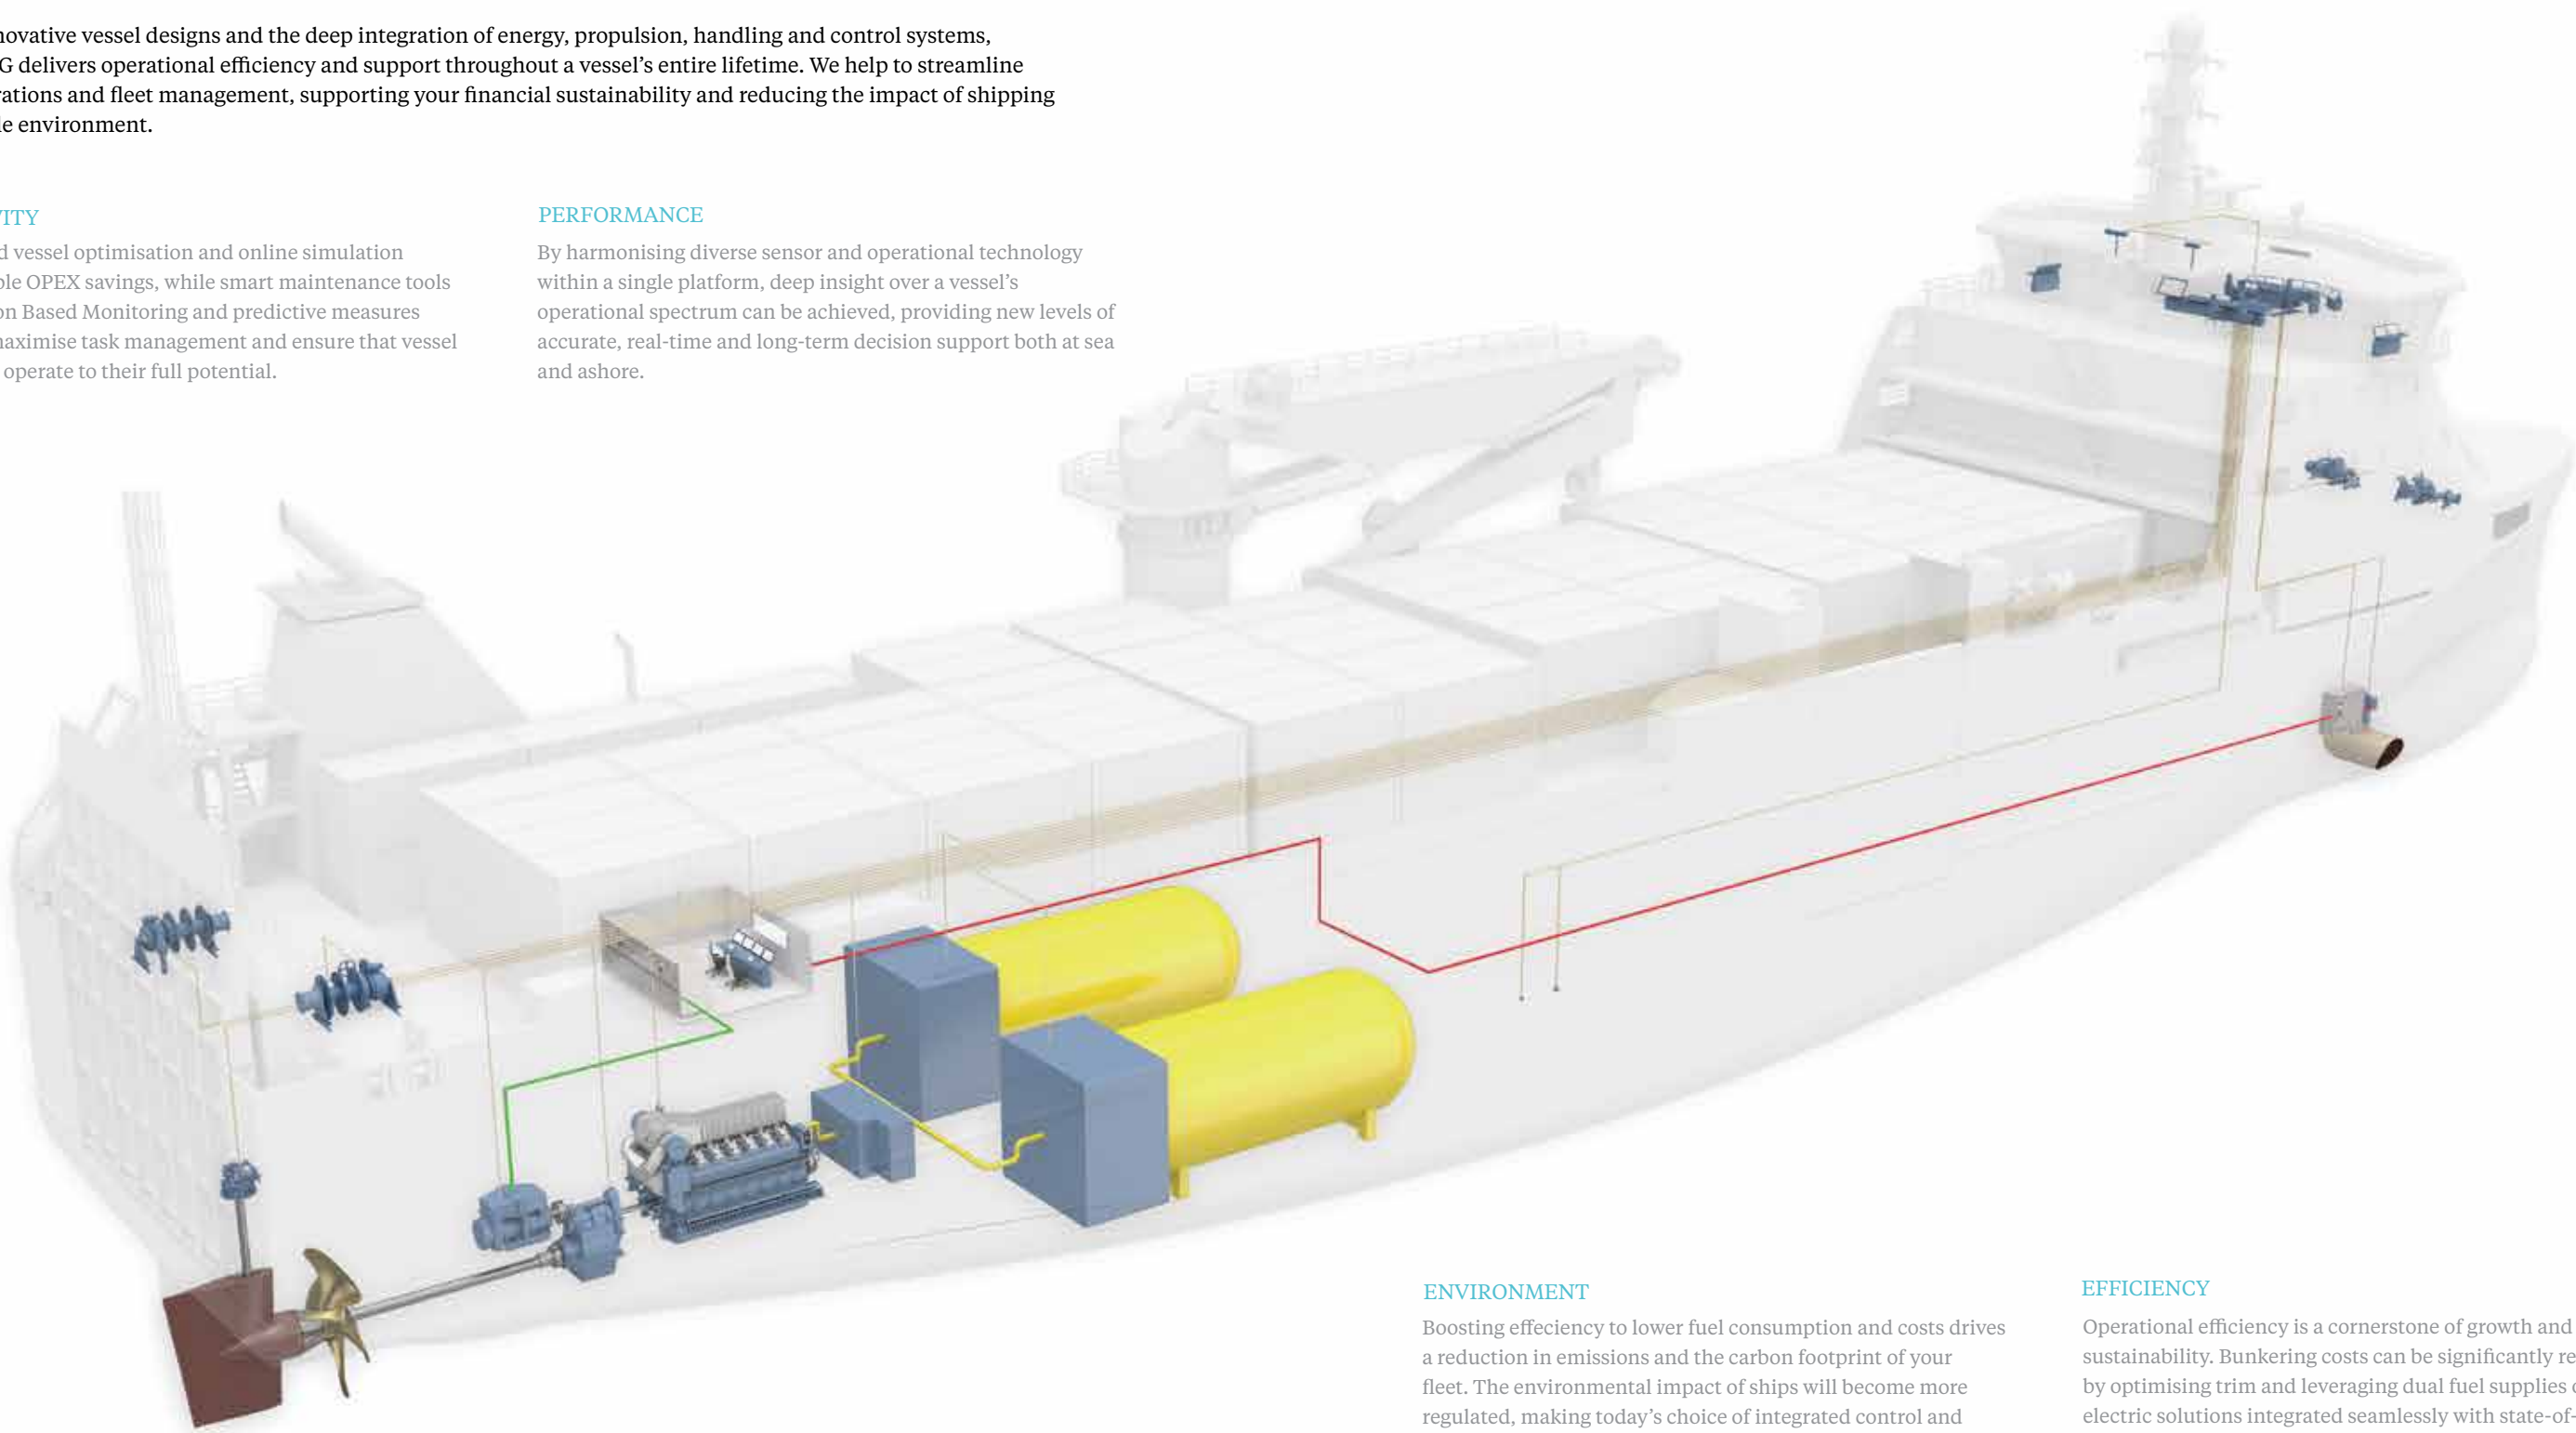 novative vessel designs and the deep integration of energy, propulsion, handling and control systems,
G delivers operational efficiency and support throughout a vessel's entire lifetime. We help to streamline
rations and fleet management, supporting your financial sustainability and reducing the impact of shipping
le environment.
VITY
d vessel optimisation and online simulation
ble OPEX savings, while smart maintenance tools
on Based Monitoring and predictive measures
naximise task management and ensure that vessel
operate to their full potential.
PERFORMANCE
By harmonising diverse sensor and operational technology
within a single platform, deep insight over a vessel's
operational spectrum can be achieved, providing new levels of
accurate, real-time and long-term decision support both at sea
and ashore.
ENVIRONMENT
Boosting effeciency to lower fuel consumption and costs drives
a reduction in emissions and the carbon footprint of your
fleet. The environmental impact of ships will become more
regulated, making today's choice of integrated control and
EFFICIENCY
Operational efficiency is a cornerstone of growth and
sustainability. Bunkering costs can be significantly re
by optimising trim and leveraging dual fuel supplies o
electric solutions integrated seamlessly with state-of-